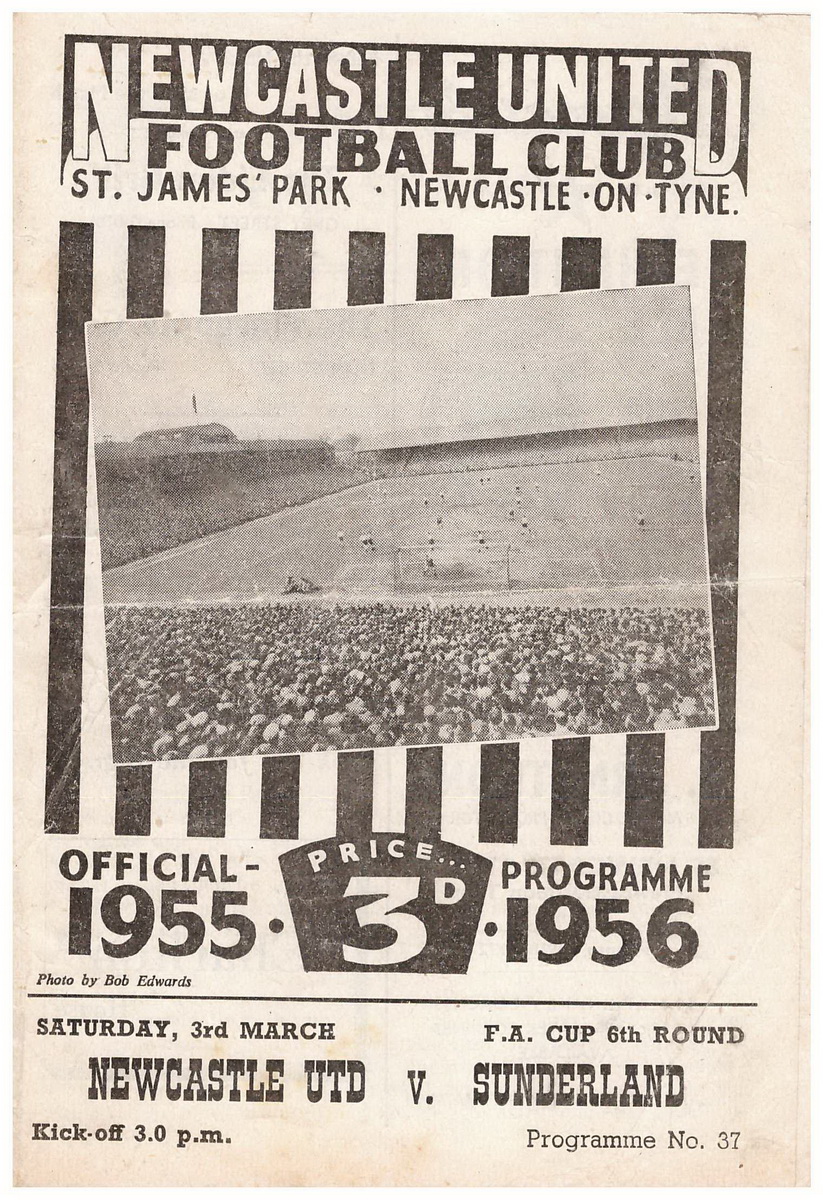 NEWCASTLE UNITED
FOOTBALL CLUB
ST. JAMES' PARK · NEWCASTLE·ON·TYNE.
PRICE...
OFFICIAL- 3D PROGRAMME
1955 · · 1956
Photo by Bob Edwards
SATURDAY, 3rd MARCH F.A. CUP 6th ROUND
NEWCASTLE UTD v. SUNDERLAND
Kick-off 3.0 p.m. Programme No. 37